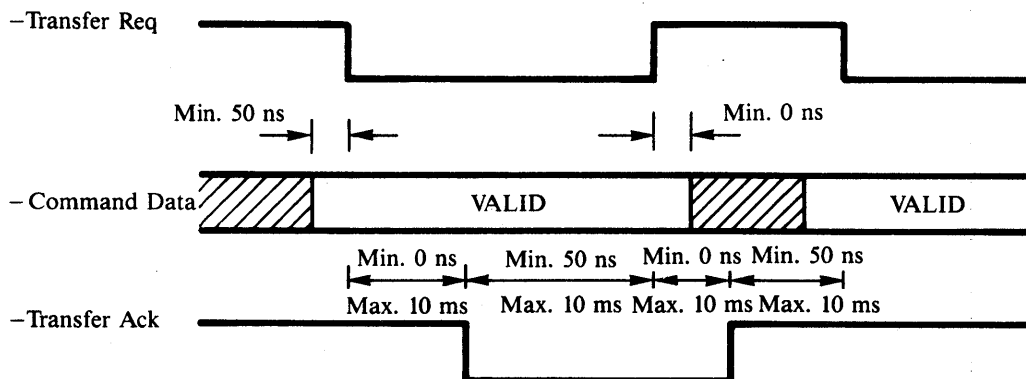 –Transfer Req
Min. 50 ns
Min. 0 ns
–Command Data
VALID
VALID
Min. 0 ns
Min. 50 ns
Min. 0 ns
Min. 50 ns
Max. 10 ms
Max. 10 ms
Max. 10 ms
Max. 10 ms
–Transfer Ack